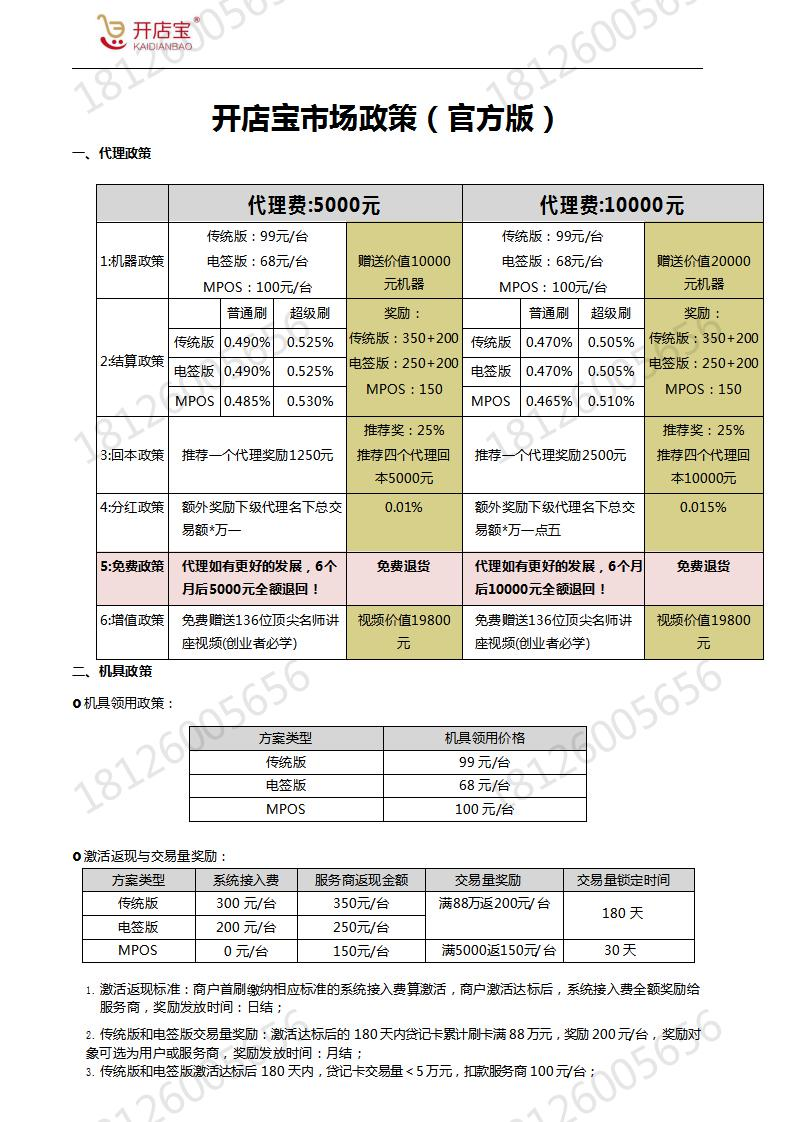 开店宝®
KAIDIANBAO
18126005656
18126005656
开店宝市场政策（官方版）
一、代理政策
代理费:5000元 代理费:10000元
1:机器政策
传统版：99元/台
电签版：68元/台
MPOS：100元/台
赠送价值10000
元机器
传统版：99元/台
电签版：68元/台
MPOS：100元/台
赠送价值20000
元机器
2:结算政策
普通刷 超级刷
传统版 0.490% 0.525%
电签版 0.490% 0.525%
MPOS 0.485% 0.530%
奖励：
传统版：350+200
电签版：250+200
MPOS：150
普通刷 超级刷
传统版 0.470% 0.505%
电签版 0.470% 0.505%
MPOS 0.465% 0.510%
奖励：
传统版：350+200
电签版：250+200
MPOS：150
18126005656
18126005656
3:回本政策
推荐一个代理奖励1250元
推荐奖：25%
推荐四个代理回
本5000元
推荐一个代理奖励2500元
推荐奖：25%
推荐四个代理回
本10000元
4:分红政策
额外奖励下级代理名下总交
易额*万一
0.01%
额外奖励下级代理名下总交
易额*万一点五
0.015%
5:免费政策
代理如有更好的发展，6个
月后5000元全额退回！
免费退货
代理如有更好的发展，6个月
后10000元全额退回！
免费退货
6:增值政策
免费赠送136位顶尖名师讲
座视频(创业者必学)
视频价值19800
元
免费赠送136位顶尖名师讲
座视频(创业者必学)
视频价值19800
元
二、机具政策
o 机具领用政策：
方案类型 机具领用价格
传统版 99 元/台
电签版 68 元/台
MPOS 100 元/台
18126005656
18126005656
o 激活返现与交易量奖励：
方案类型 系统接入费 服务商返现金额 交易量奖励 交易量锁定时间
传统版 300 元/台 350元/台 满88万返200元/台 180 天
电签版 200 元/台 250元/台
MPOS 0 元/台 150元/台 满5000返150元/台 30 天
1. 激活返现标准：商户首刷缴纳相应标准的系统接入费算激活，商户激活达标后，系统接入费全额奖励给
服务商，奖励发放时间：日结；
2. 传统版和电签版交易量奖励：激活达标后的 180 天内贷记卡累计刷卡满 88 万元，奖励 200 元/台，奖励对
象可选为用户或服务商，奖励发放时间：月结；
3. 传统版和电签版激活达标后 180 天内，贷记卡交易量＜5 万元，扣款服务商 100 元/台；
18126005656
18126005656